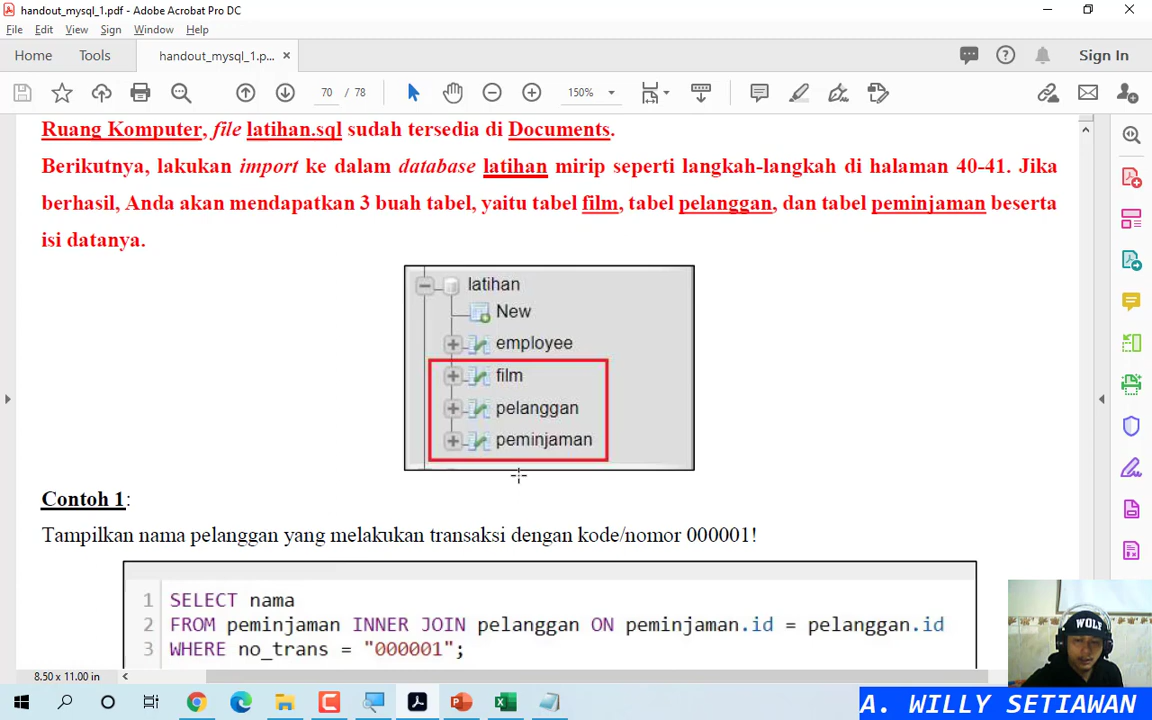 handout_mysql_1.pdf - Adobe Acrobat Pro DC
File Edit View Sign Window Help
Home Tools handout_mysql_1.p... × Sign In
70 / 78 150%
Ruang Komputer, file latihan.sql sudah tersedia di Documents.
Berikutnya, lakukan import ke dalam database latihan mirip seperti langkah-langkah di halaman 40-41. Jika
berhasil, Anda akan mendapatkan 3 buah tabel, yaitu tabel film, tabel pelanggan, dan tabel peminjaman beserta
isi datanya.
latihan
New
employee
film
pelanggan
peminjaman
Contoh 1:
Tampilkan nama pelanggan yang melakukan transaksi dengan kode/nomor 000001!
1 SELECT nama
2 FROM peminjaman INNER JOIN pelanggan ON peminjaman.id = pelanggan.id
3 WHERE no_trans = "000001";
8.50 x 11.00 in
WOLF
A. WILLY SETIAWAN